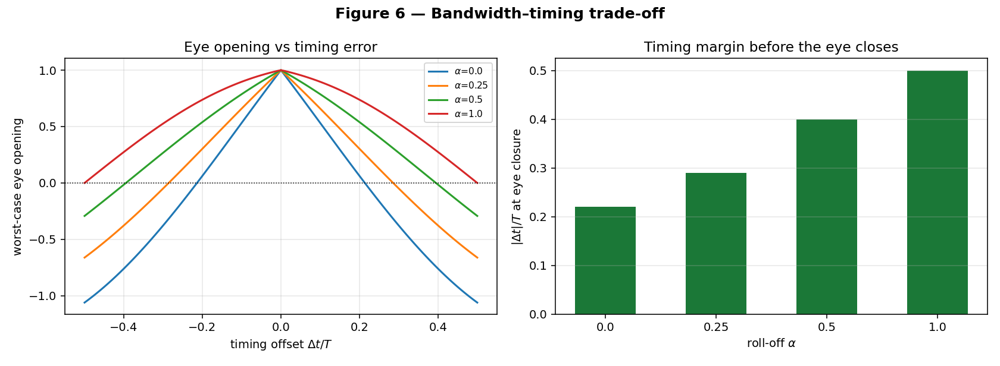 Figure 6 — Bandwidth–timing trade-off
Eye opening vs timing error
worst-case eye opening
1.0
0.5
0.0
−0.5
−1.0
−0.4
−0.2
0.0
0.2
0.4
timing offset Δt/T
α=0.0
α=0.25
α=0.5
α=1.0
Timing margin before the eye closes
|Δt|/T at eye closure
0.5
0.4
0.3
0.2
0.1
0.0
0.0
0.25
0.5
1.0
roll-off α